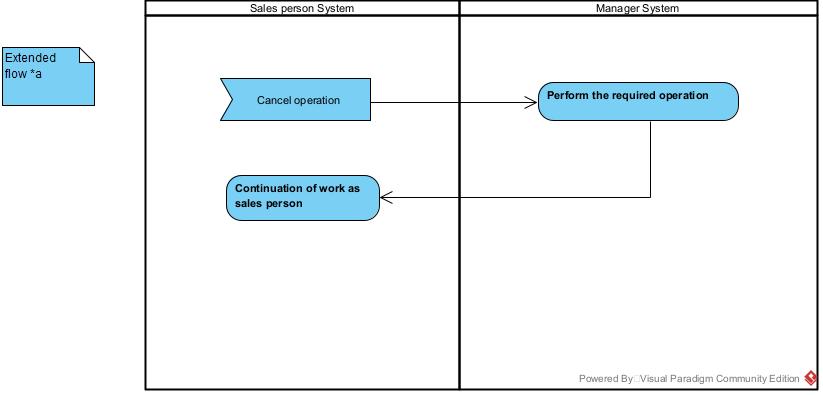 Sales person System
Manager System
Extended
flow *a
Cancel operation
Perform the required operation
Continuation of work as
sales person
Powered By Visual Paradigm Community Edition